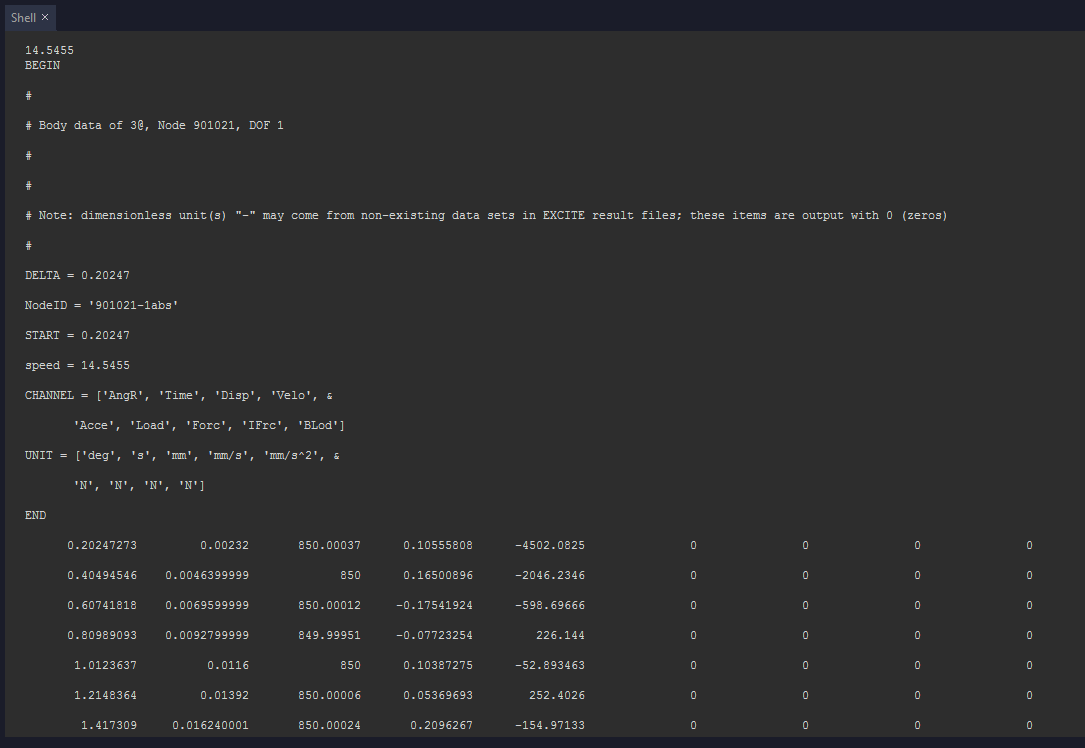 Shell ×
14.5455
BEGIN
#
# Body data of 3@, Node 901021, DOF 1
#
#
# Note: dimensionless unit(s) "-" may come from non-existing data sets in EXCITE result files; these items are output with 0 (zeros)
#
DELTA = 0.20247
NodeID = '901021-1abs'
START = 0.20247
speed = 14.5455
CHANNEL = ['AngR', 'Time', 'Disp', 'Velo', &
'Acce', 'Load', 'Forc', 'IFrc', 'BLod']
UNIT = ['deg', 's', 'mm', 'mm/s', 'mm/s^2', &
'N', 'N', 'N', 'N']
END
0.20247273 0.00232 850.00037 0.10555808 -4502.0825 0 0 0 0
0.40494546 0.0046399999 850 0.16500896 -2046.2346 0 0 0 0
0.60741818 0.0069599999 850.00012 -0.17541924 -598.69666 0 0 0 0
0.80989093 0.0092799999 849.99951 -0.07723254 226.144 0 0 0 0
1.0123637 0.0116 850 0.10387275 -52.893463 0 0 0 0
1.2148364 0.01392 850.00006 0.05369693 252.4026 0 0 0 0
1.417309 0.016240001 850.00024 0.2096267 -154.97133 0 0 0 0